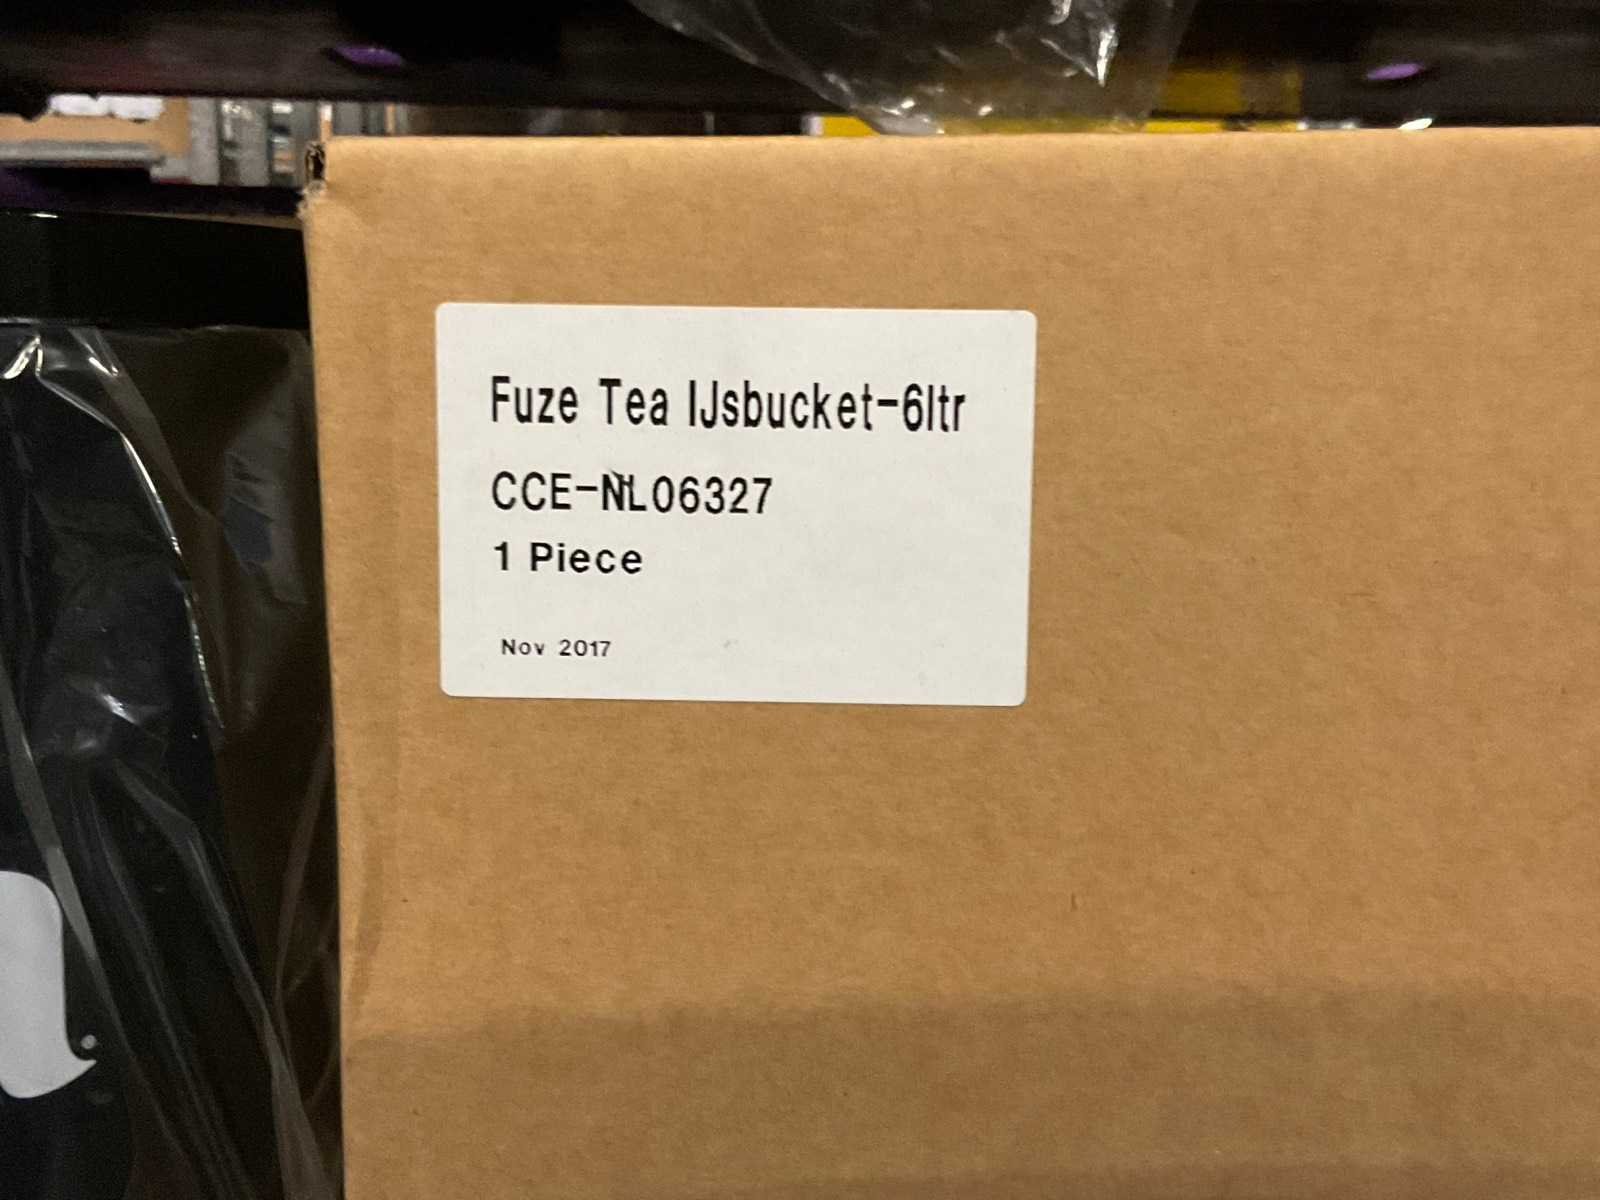 Fuze Tea IJsbucket-6ltr
CCE-NL06327
1 Piece
Nov 2017